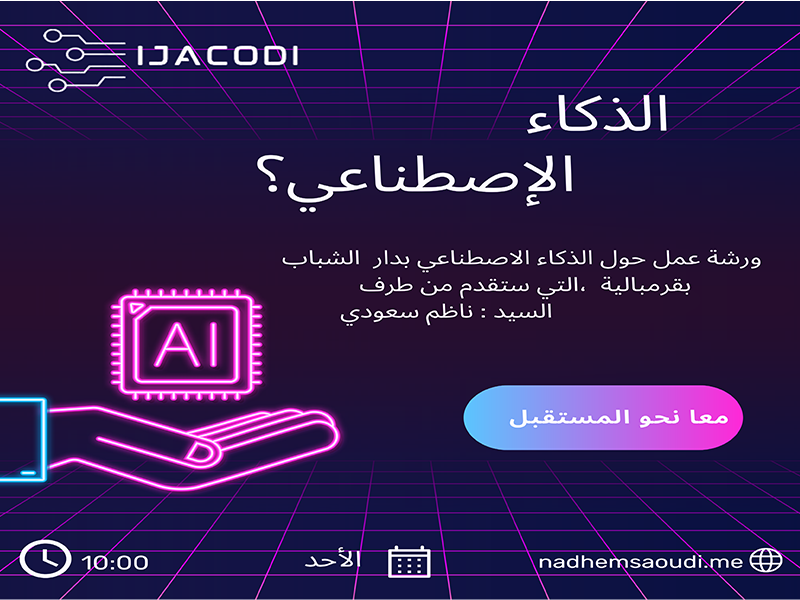 IJACODI
الذكاء
الإصطناعي؟
ورشة عمل حول الذكاء الاصطناعي بدار الشباب
بقرمبالية ،التي ستقدم من طرف
السيد : ناظم سعودي
AI
معا نحو المستقبل
10:00
الأحد
nadhemsaoudi.me